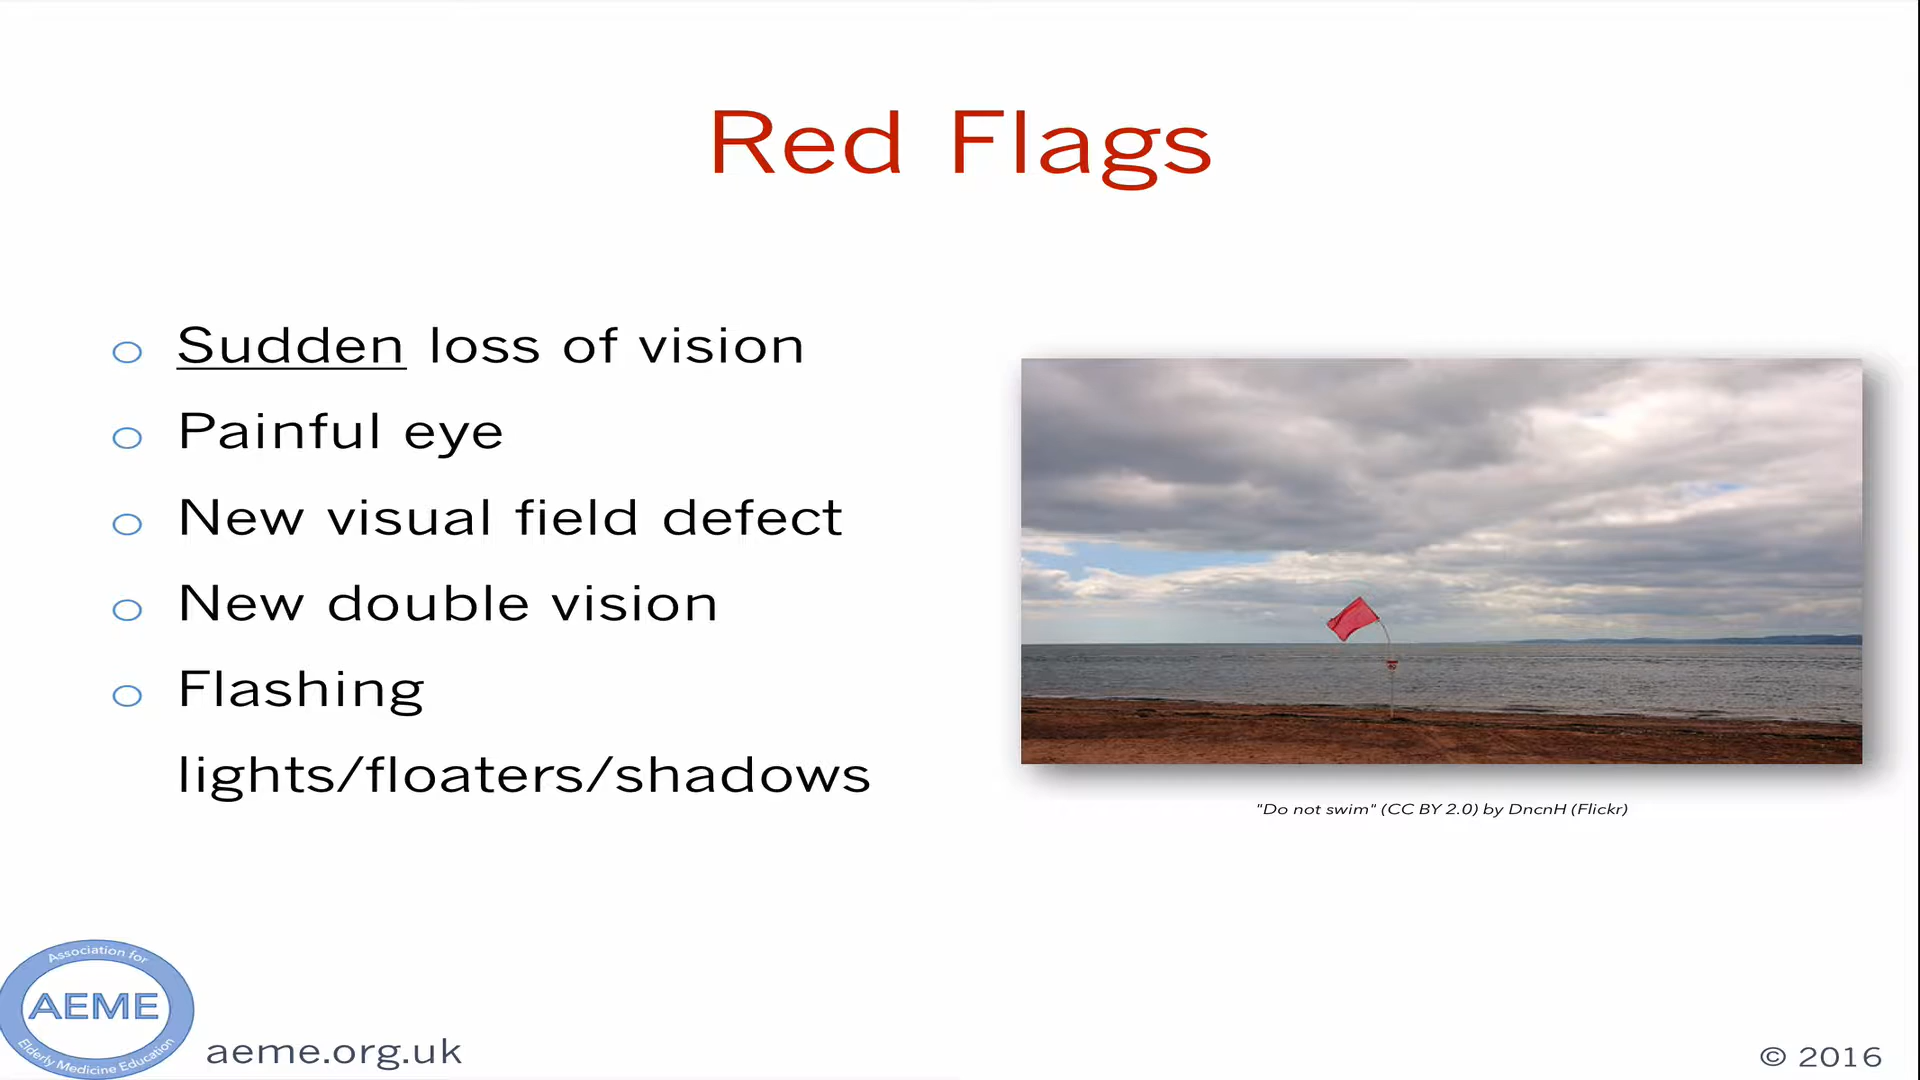 Red Flags
Sudden loss of vision
Painful eye
New visual field defect
New double vision
Flashing
lights/floaters/shadows
"Do not swim" (CC BY 2.0) by DncnH (Flickr)
Association for
AEME
Elderly Medicine Education
aeme.org.uk
© 2016